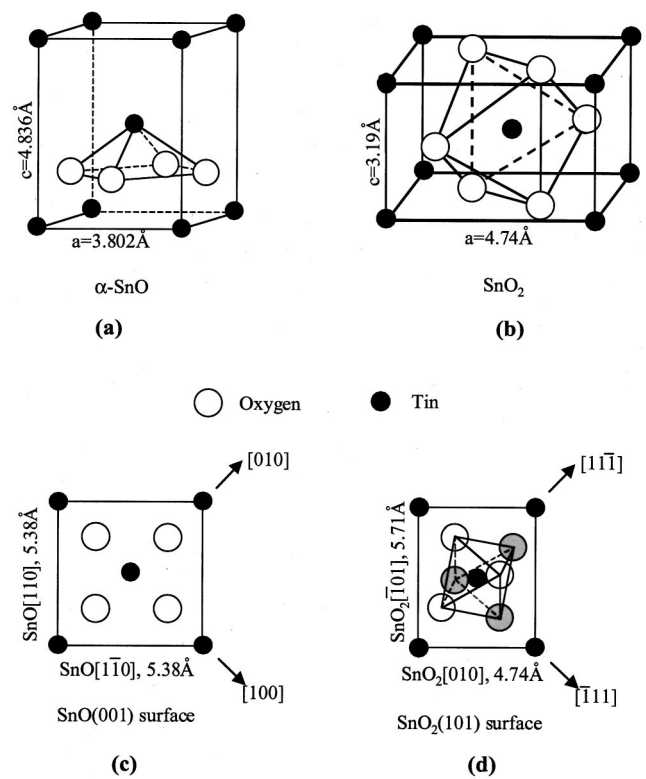 c=4.836Å
a=3.802Å
α-SnO
(a)
c=3.19Å
a=4.74Å
SnO₂
(b)
Oxygen
Tin
[010]
SnO[110], 5.38Å
SnO[11̅0], 5.38Å
[100]
SnO(001) surface
(c)
[111̅]
SnO₂[1̅01], 5.71Å
SnO₂[010], 4.74Å
[1̅11]
SnO₂(101) surface
(d)